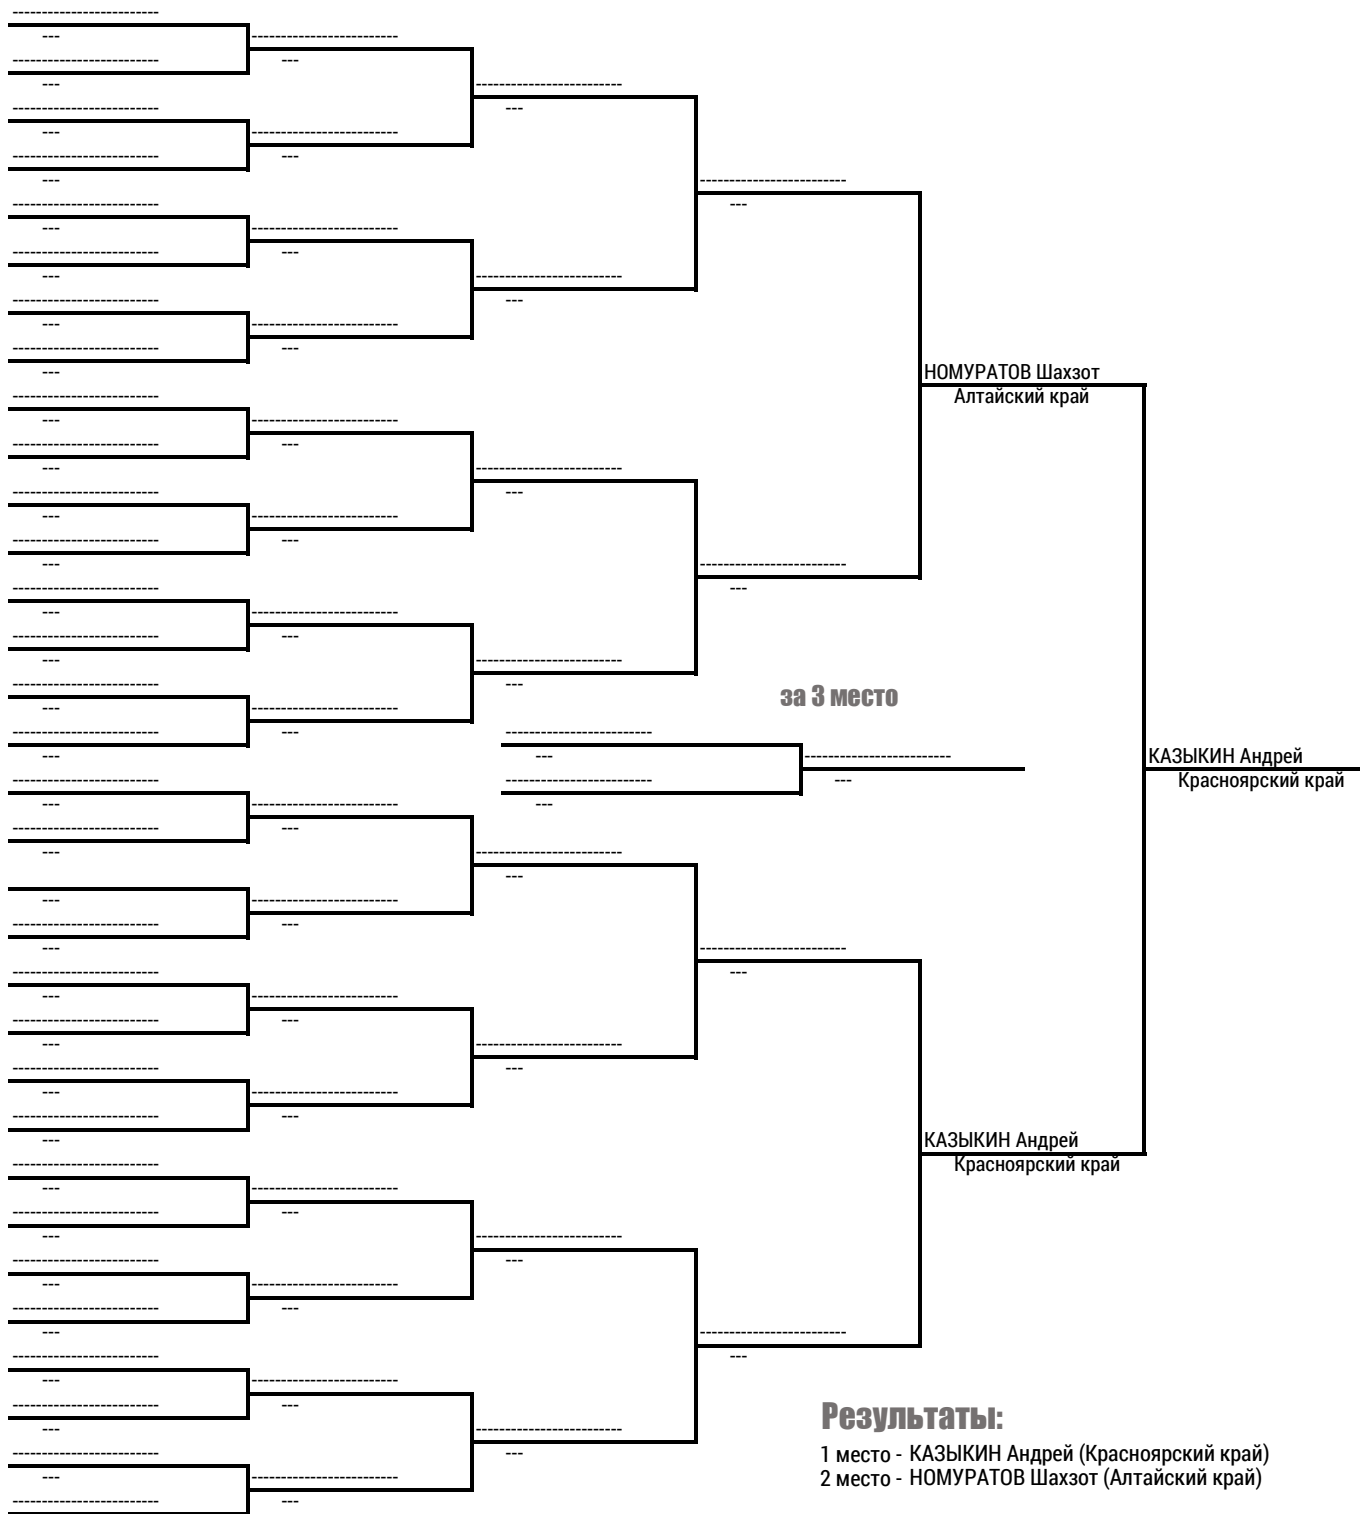 НОМУРАТОВ Шахзот
Алтайский край
за 3 место
КАЗЫКИН Андрей
Красноярский край
КАЗЫКИН Андрей
Красноярский край
Результаты:
1 место - КАЗЫКИН Андрей (Красноярский край)
2 место - НОМУРАТОВ Шахзот (Алтайский край)